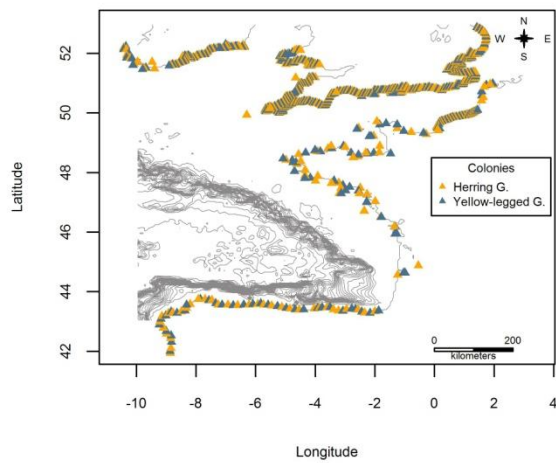 52
50
48
46
44
42
Latitude
N
W E
S
Colonies
Herring G.
Yellow-legged G.
0 200
kilometers
-10 -8 -6 -4 -2 0 2 4
Longitude